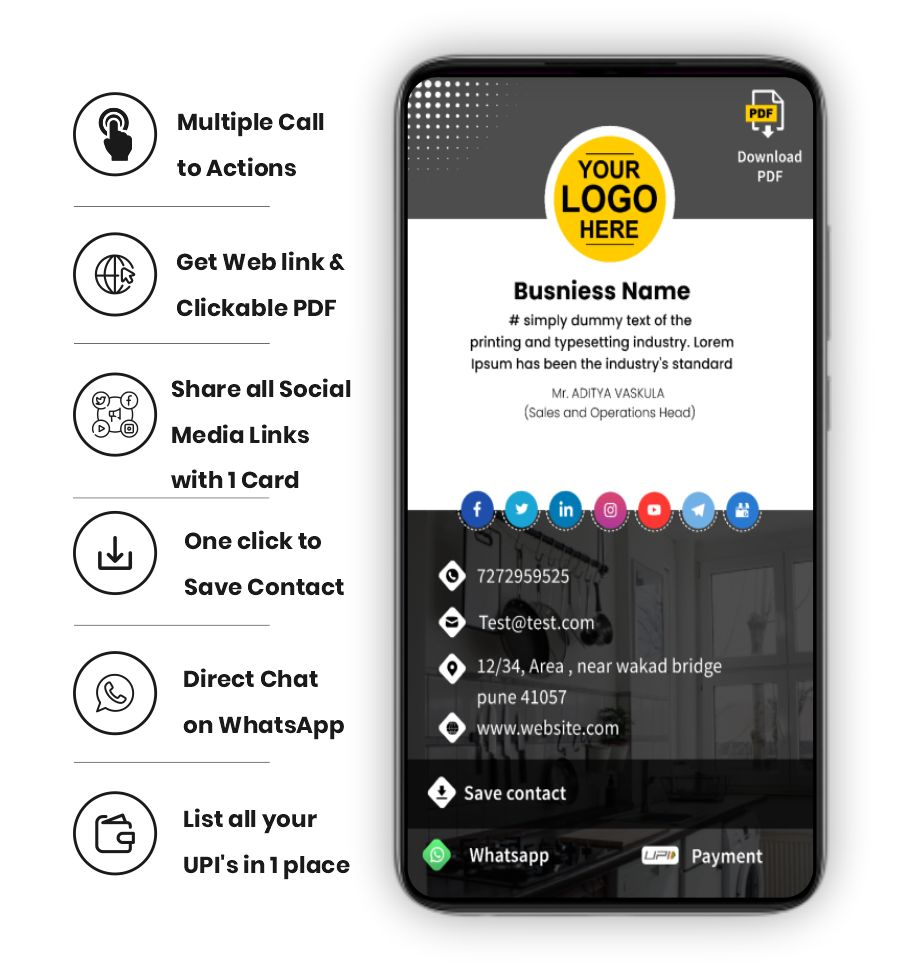 Multiple Call
to Actions
Get Web link &
Clickable PDF
Share all Social
Media Links
with 1 Card
One click to
Save Contact
Direct Chat
on WhatsApp
List all your
UPI's in 1 place
PDF
Download
PDF
YOUR
LOGO
HERE
Busniess Name
# simply dummy text of the
printing and typesetting industry. Lorem
Ipsum has been the industry's standard
Mr. ADITYA VASKULA
(Sales and Operations Head)
7272959525
Test@test.com
12/34, Area , near wakad bridge
pune 41057
www.website.com
Save contact
Whatsapp
UPI
Payment